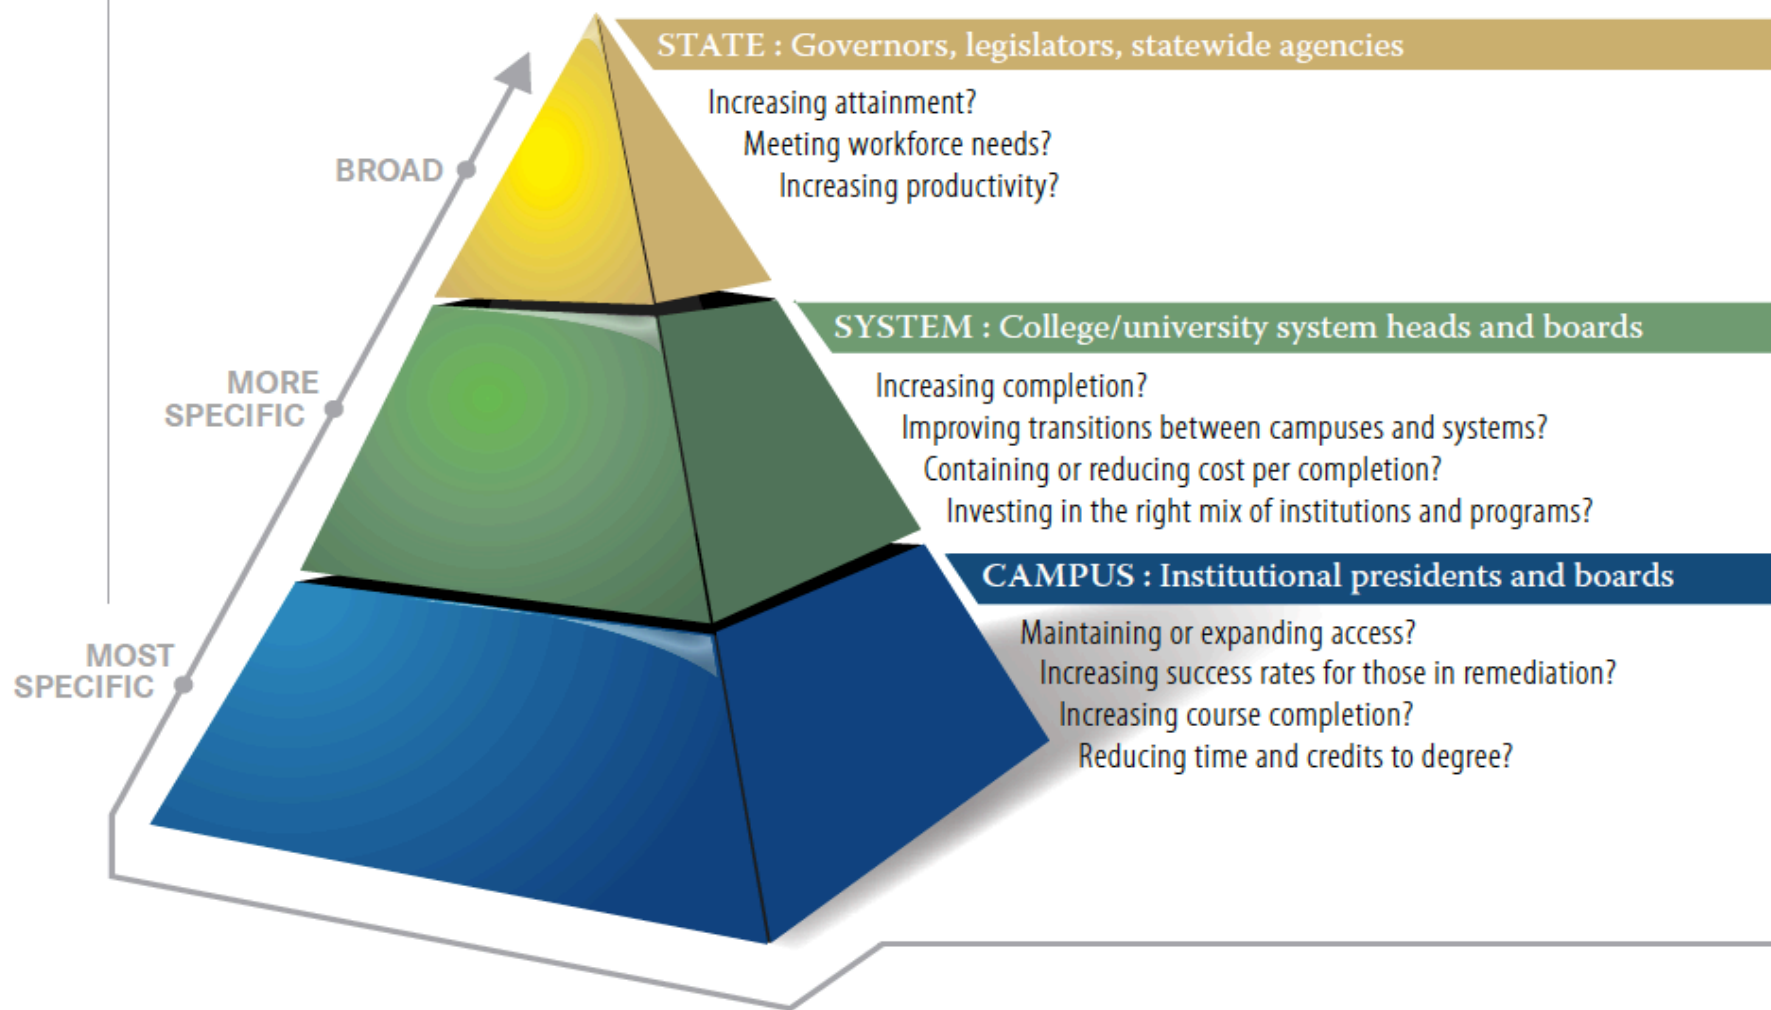 STATE : Governors, legislators, statewide agencies
Increasing attainment?
Meeting workforce needs?
Increasing productivity?
BROAD
SYSTEM : College/university system heads and boards
Increasing completion?
Improving transitions between campuses and systems?
Containing or reducing cost per completion?
Investing in the right mix of institutions and programs?
MORE
SPECIFIC
CAMPUS : Institutional presidents and boards
Maintaining or expanding access?
Increasing success rates for those in remediation?
Increasing course completion?
Reducing time and credits to degree?
MOST
SPECIFIC